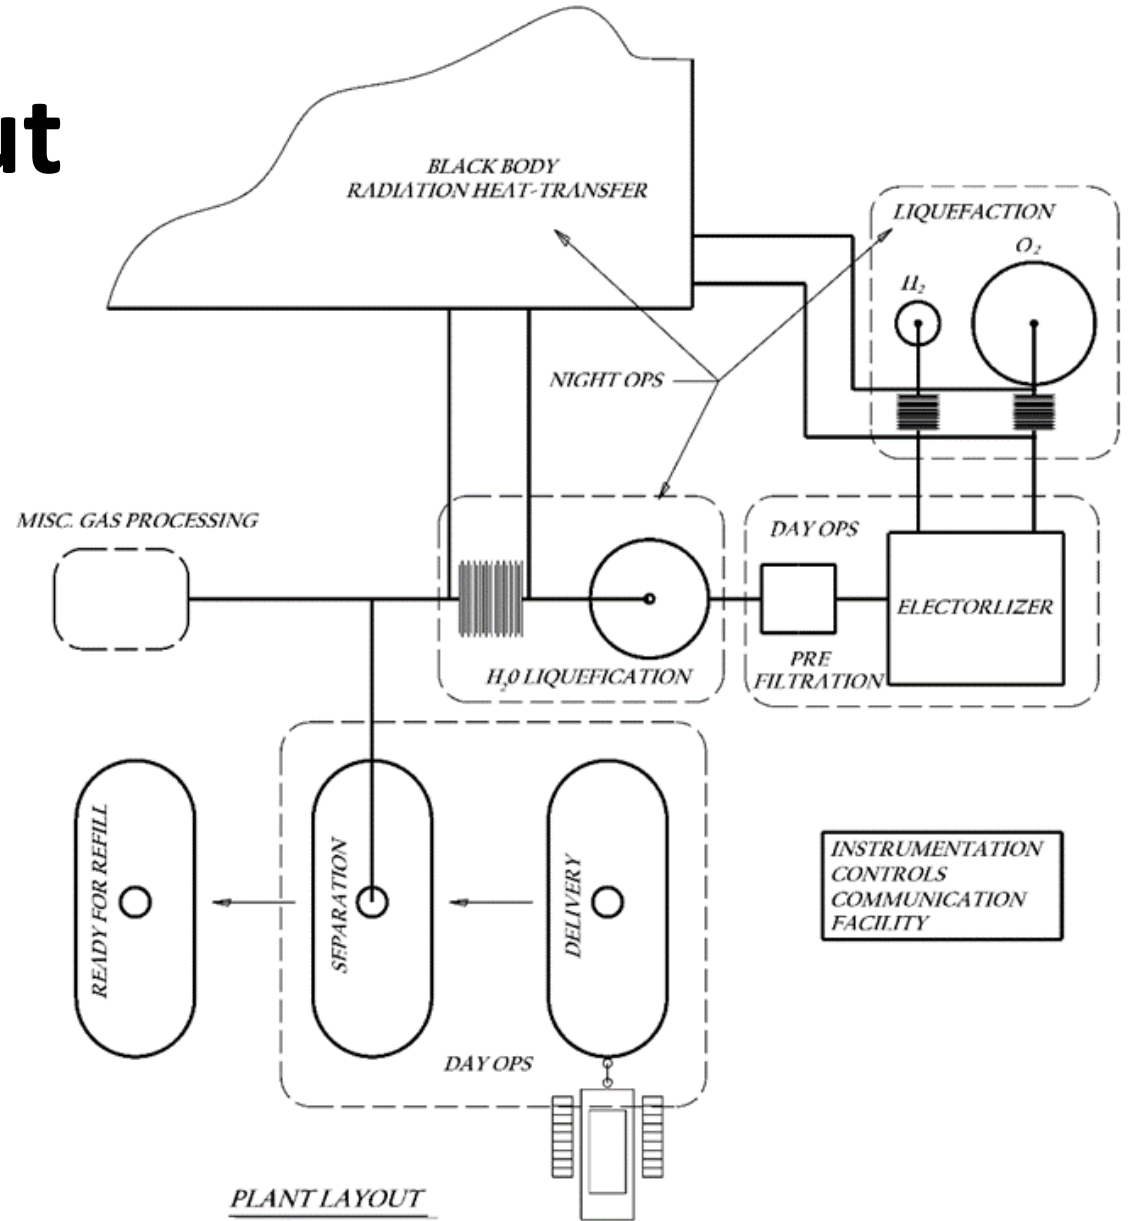 ut
BLACK BODY
RADIATION HEAT-TRANSFER
LIQUEFACTION
O₂
H₂
NIGHT OPS
MISC. GAS PROCESSING
DAY OPS
ELECTORLIZER
PRE
FILTRATION
H₂0 LIQUEFICATION
READY FOR REFILL
SEPARATION
DELIVERY
INSTRUMENTATION
CONTROLS
COMMUNICATION
FACILITY
DAY OPS
PLANT LAYOUT